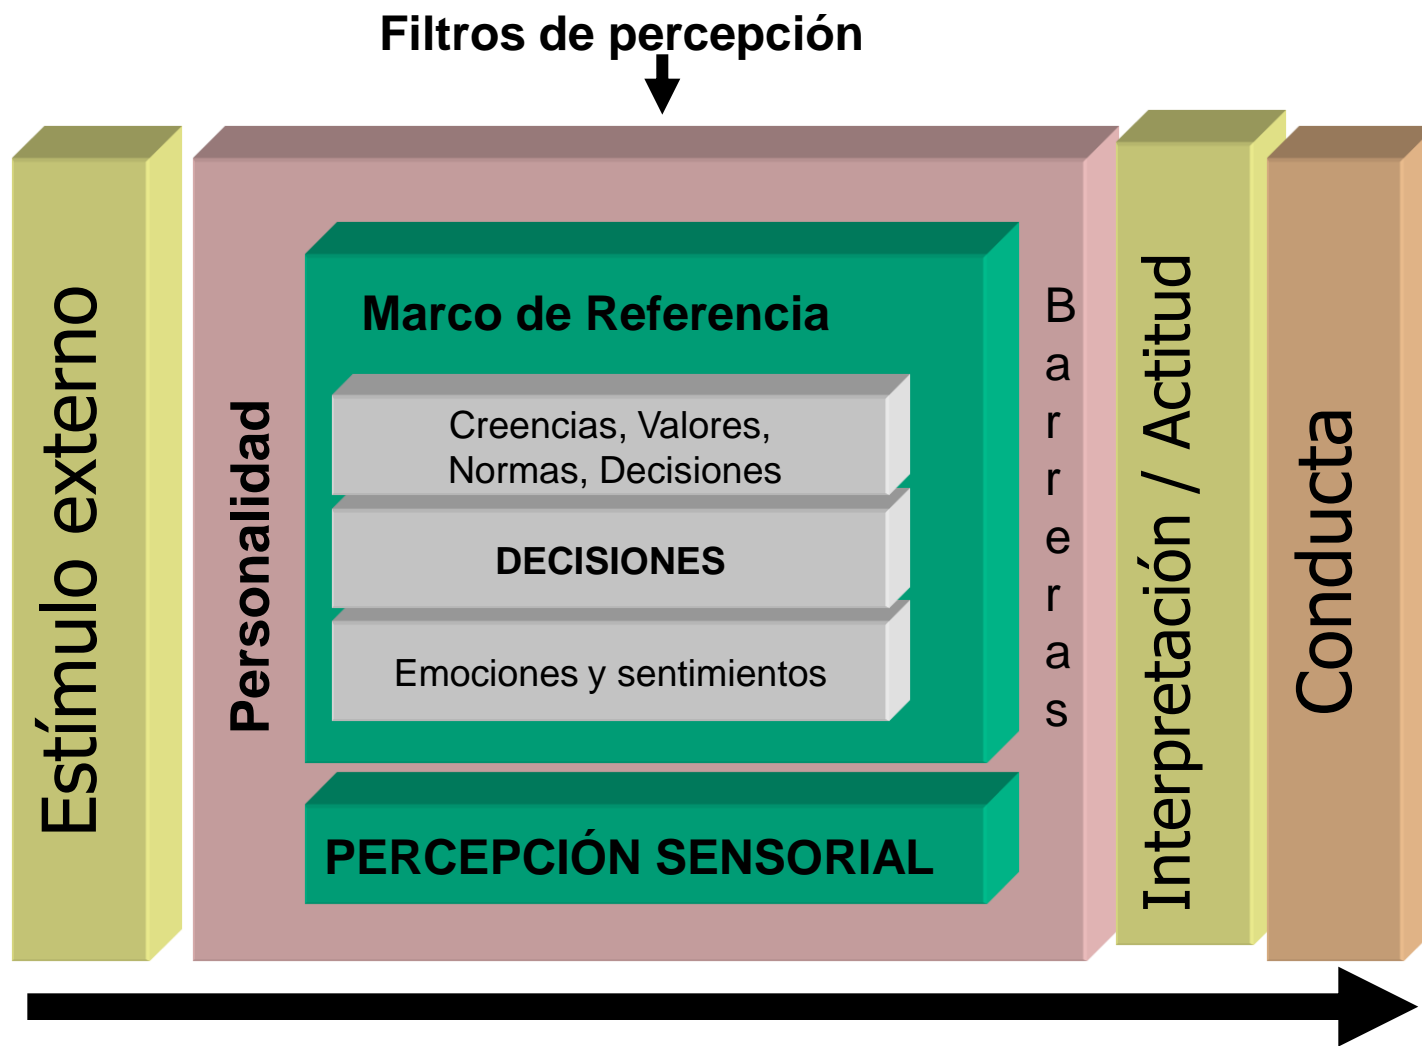 Filtros de percepción
Estímulo externo
Personalidad
Marco de Referencia
Creencias, Valores,
Normas, Decisiones
DECISIONES
Emociones y sentimientos
PERCEPCIÓN SENSORIAL
Barreras
Interpretación / Actitud
Conducta